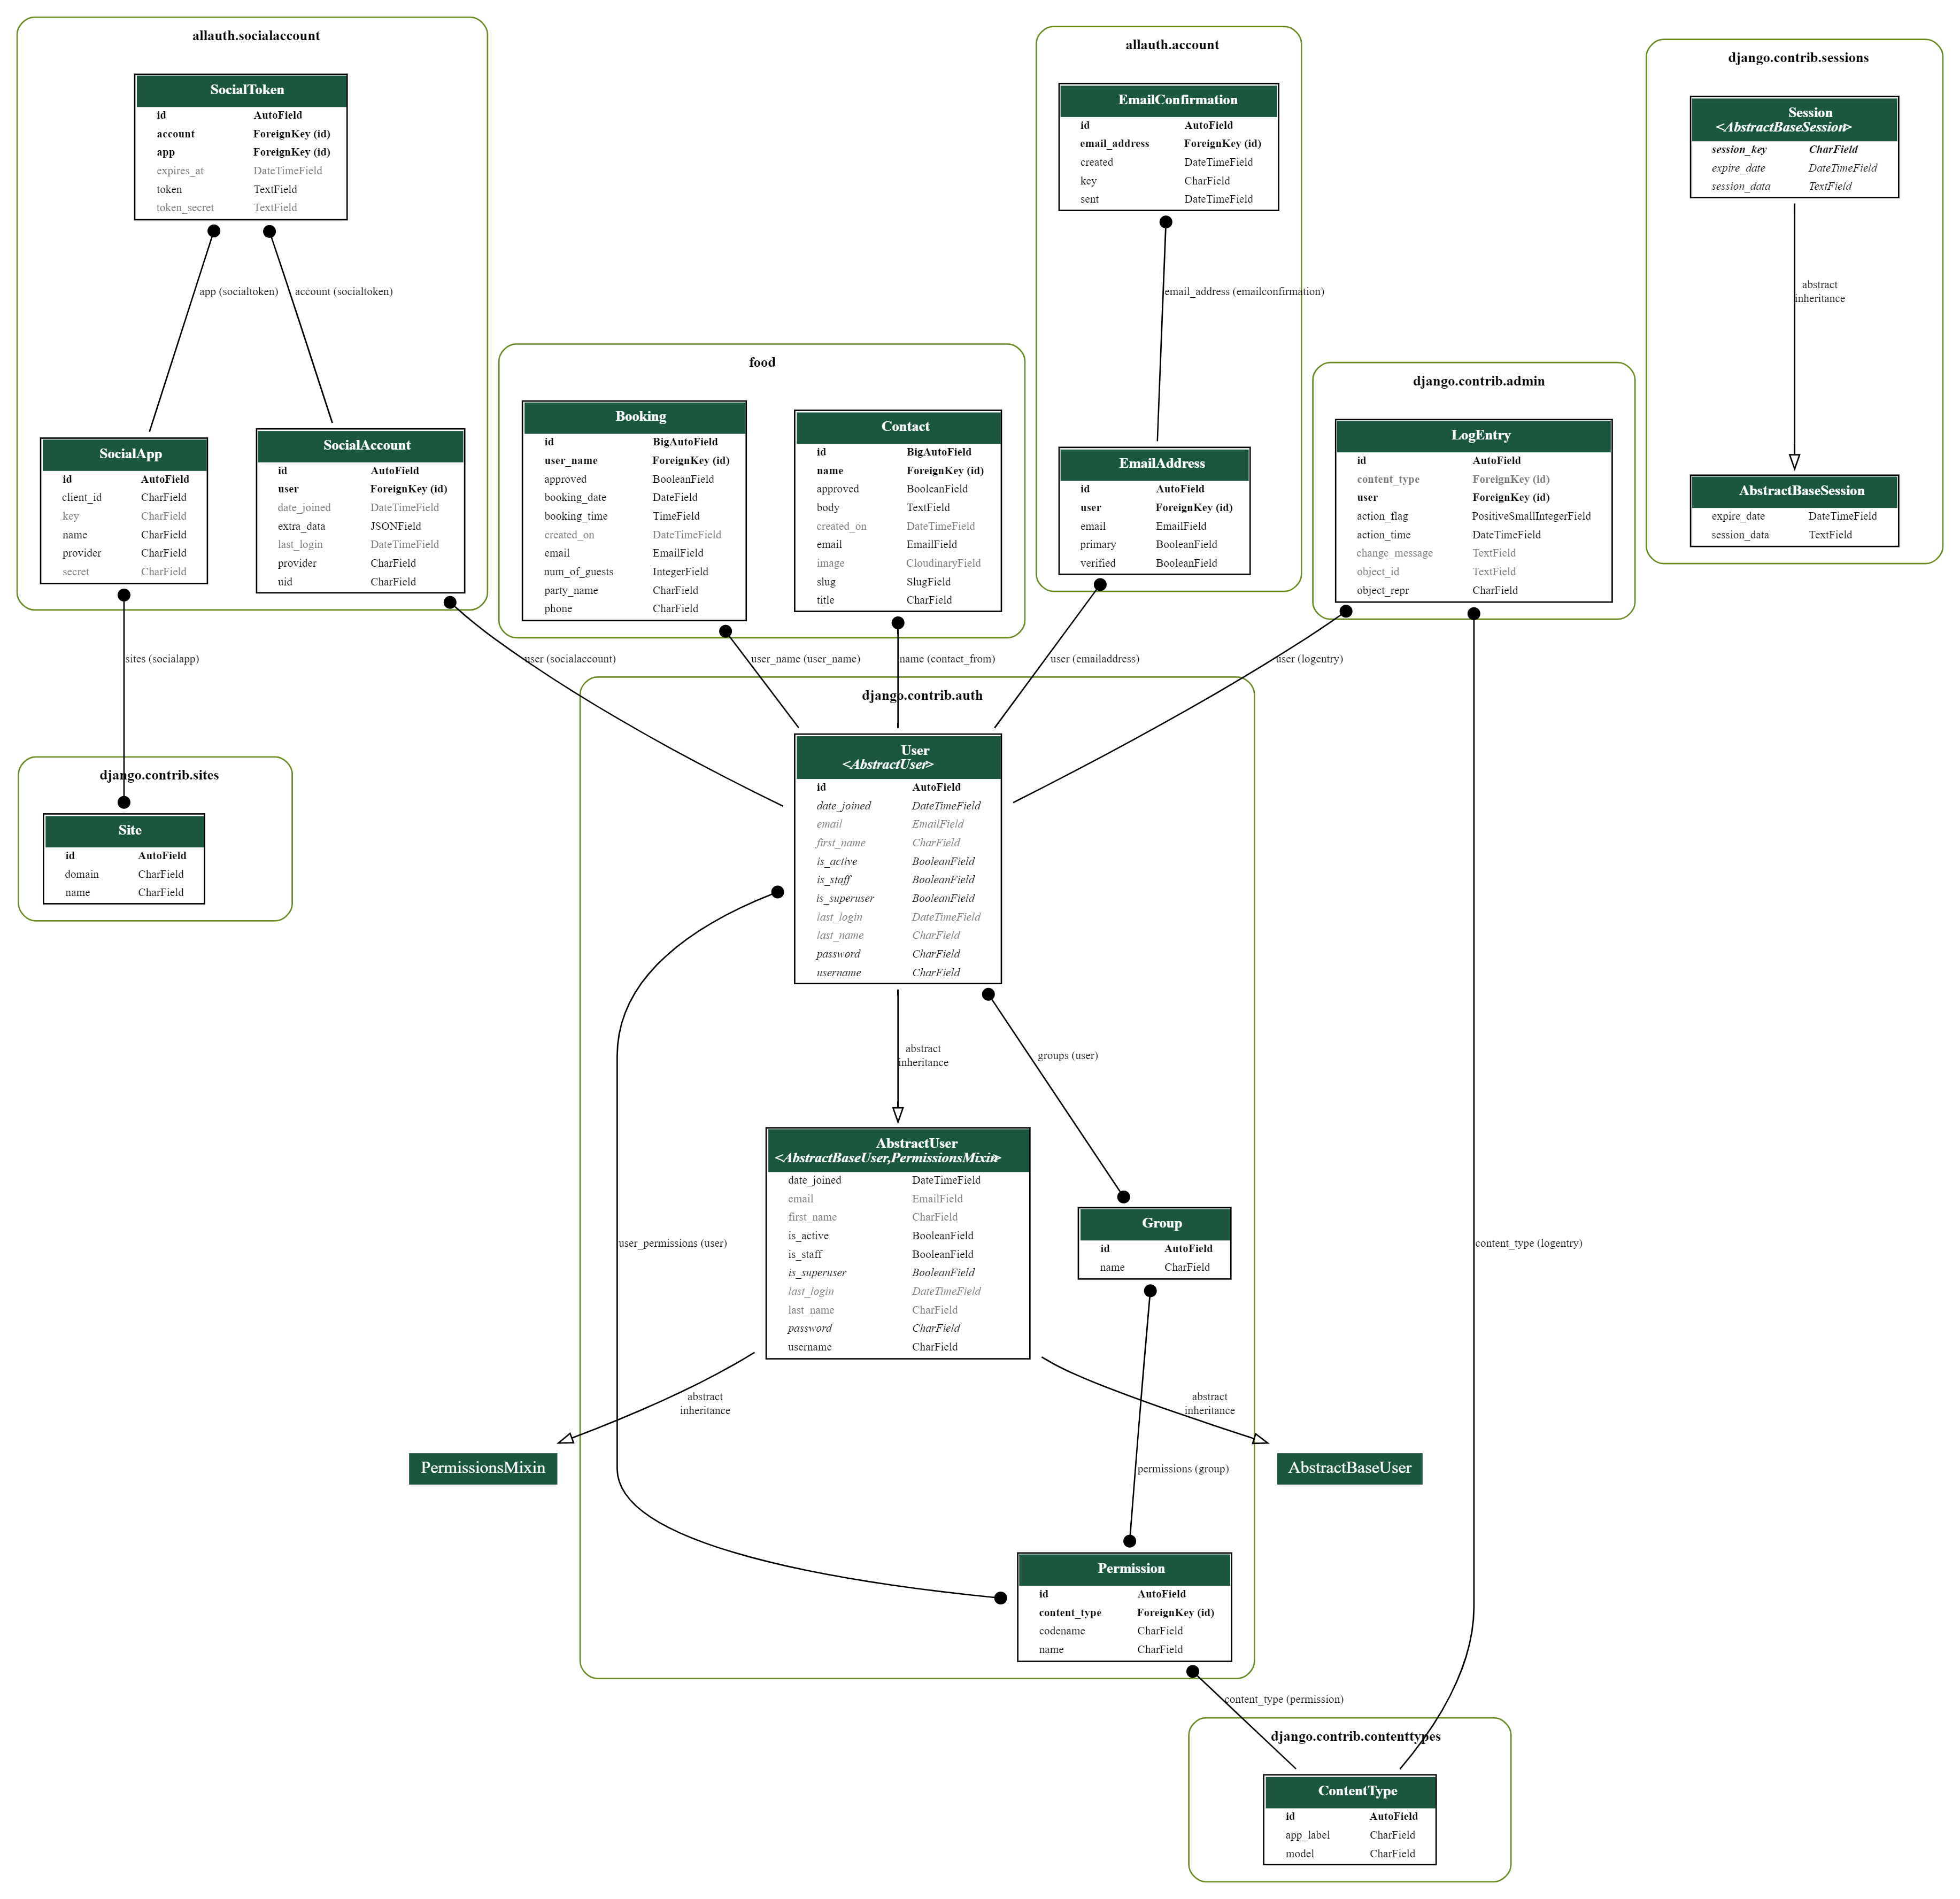 allauth.socialaccount
SocialToken
id AutoField
account ForeignKey (id)
app ForeignKey (id)
expires_at DateTimeField
token TextField
token_secret TextField
app (socialtoken)
account (socialtoken)
SocialApp
id AutoField
client_id CharField
key CharField
name CharField
provider CharField
secret CharField
SocialAccount
id AutoField
user ForeignKey (id)
date_joined DateTimeField
extra_data JSONField
last_login DateTimeField
provider CharField
uid CharField
allauth.account
EmailConfirmation
id AutoField
email_address ForeignKey (id)
created DateTimeField
key CharField
sent DateTimeField
email_address (emailconfirmation)
EmailAddress
id AutoField
user ForeignKey (id)
email EmailField
primary BooleanField
verified BooleanField
django.contrib.sessions
Session
<AbstractBaseSession>
session_key CharField
expire_date DateTimeField
session_data TextField
abstract
inheritance
AbstractBaseSession
expire_date DateTimeField
session_data TextField
food
Booking
id BigAutoField
user_name ForeignKey (id)
approved BooleanField
booking_date DateField
booking_time TimeField
created_on DateTimeField
email EmailField
num_of_guests IntegerField
party_name CharField
phone CharField
Contact
id BigAutoField
name ForeignKey (id)
approved BooleanField
body TextField
created_on DateTimeField
email EmailField
image CloudinaryField
slug SlugField
title CharField
django.contrib.admin
LogEntry
id AutoField
content_type ForeignKey (id)
user ForeignKey (id)
action_flag PositiveSmallIntegerField
action_time DateTimeField
change_message TextField
object_id TextField
object_repr CharField
sites (socialapp)
user (socialaccount)
user_name (user_name)
name (contact_from)
user (emailaddress)
user (logentry)
django.contrib.sites
Site
id AutoField
domain CharField
name CharField
django.contrib.auth
User
<AbstractUser>
id AutoField
date_joined DateTimeField
email EmailField
first_name CharField
is_active BooleanField
is_staff BooleanField
is_superuser BooleanField
last_login DateTimeField
last_name CharField
password CharField
username CharField
abstract
inheritance
groups (user)
AbstractUser
<AbstractBaseUser,PermissionsMixin>
date_joined DateTimeField
email EmailField
first_name CharField
is_active BooleanField
is_staff BooleanField
is_superuser BooleanField
last_login DateTimeField
last_name CharField
password CharField
username CharField
Group
id AutoField
name CharField
user_permissions (user)
content_type (logentry)
abstract
inheritance
abstract
inheritance
PermissionsMixin
permissions (group)
AbstractBaseUser
Permission
id AutoField
content_type ForeignKey (id)
codename CharField
name CharField
content_type (permission)
django.contrib.contenttypes
ContentType
id AutoField
app_label CharField
model CharField